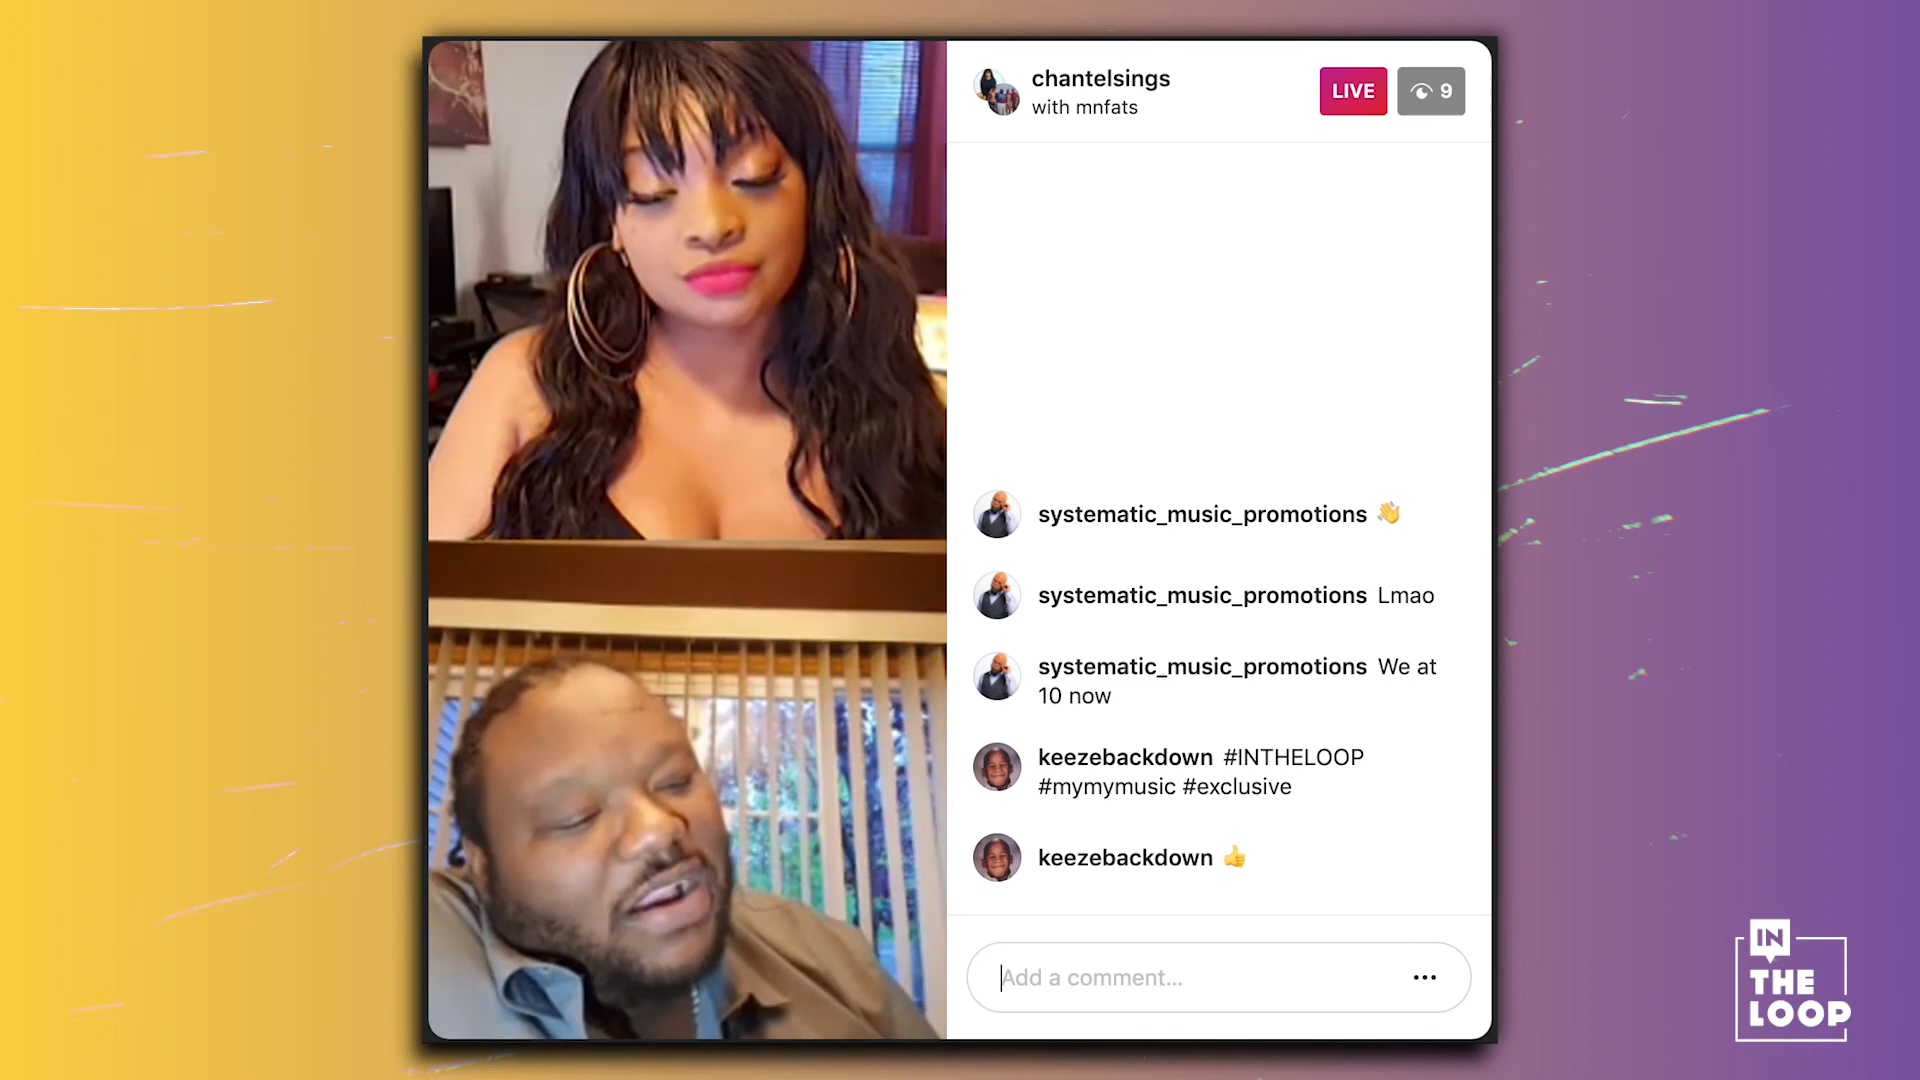 chantelsings
with mnfats
LIVE
9
systematic_music_promotions 👋
systematic_music_promotions Lmao
systematic_music_promotions We at
10 now
keezebackdown #INTHELOOP
#mymymusic #exclusive
keezebackdown 👍
Add a comment...
IN
THE
LOOP